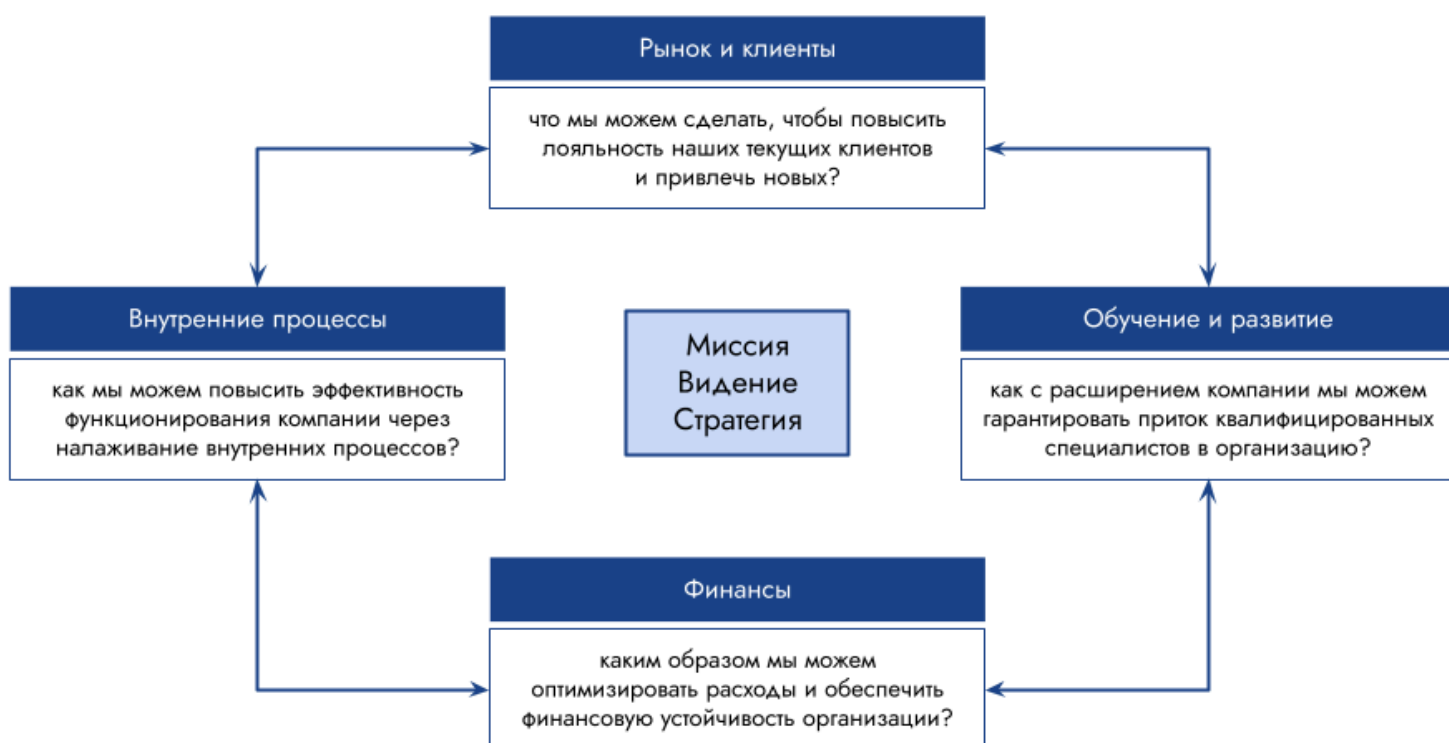 Рынок и клиенты
что мы можем сделать, чтобы повысить
лояльность наших текущих клиентов
и привлечь новых?
Внутренние процессы
как мы можем повысить эффективность
функционирования компании через
налаживание внутренних процессов?
Миссия
Видение
Стратегия
Обучение и развитие
как с расширением компании мы можем
гарантировать приток квалифицированных
специалистов в организацию?
Финансы
каким образом мы можем
оптимизировать расходы и обеспечить
финансовую устойчивость организации?